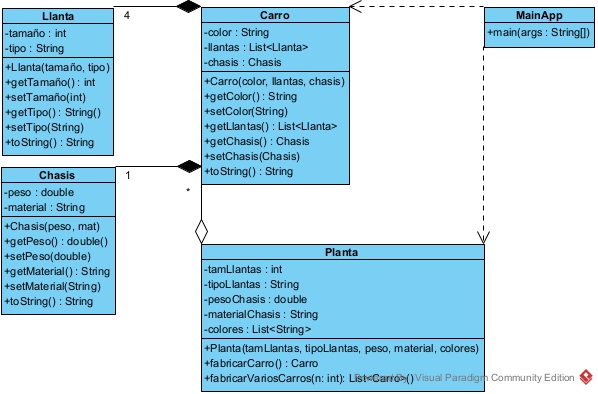 Llanta
-tamaño : int
-tipo : String
+Llanta(tamaño, tipo)
+getTamaño() : int
+setTamaño(int)
+getTipo() : String()
+setTipo(String)
+toString() : String
4
Carro
-color : String
-llantas : List<Llanta>
-chasis : Chasis
+Carro(color, llantas, chasis)
+getColor() : String
+setColor(String)
+getLlantas() : List<Llanta>
+getChasis() : Chasis
+setChasis(Chasis)
+toString() : String
MainApp
+main(args : String[])
Chasis
-peso : double
-material : String
+Chasis(peso, mat)
+getPeso() : double()
+setPeso(double)
+getMaterial() : String
+setMaterial(String)
+toString() : String
1
*
Planta
-tamLlantas : int
-tipoLlantas : String
-pesoChasis : double
-materialChasis : String
-colores : List<String>
+Planta(tamLlantas, tipoLlantas, peso, material, colores)
+fabricarCarro() : Carro
+fabricarVariosCarros(n: int): List<Carro>()
Visual Paradigm Community Edition